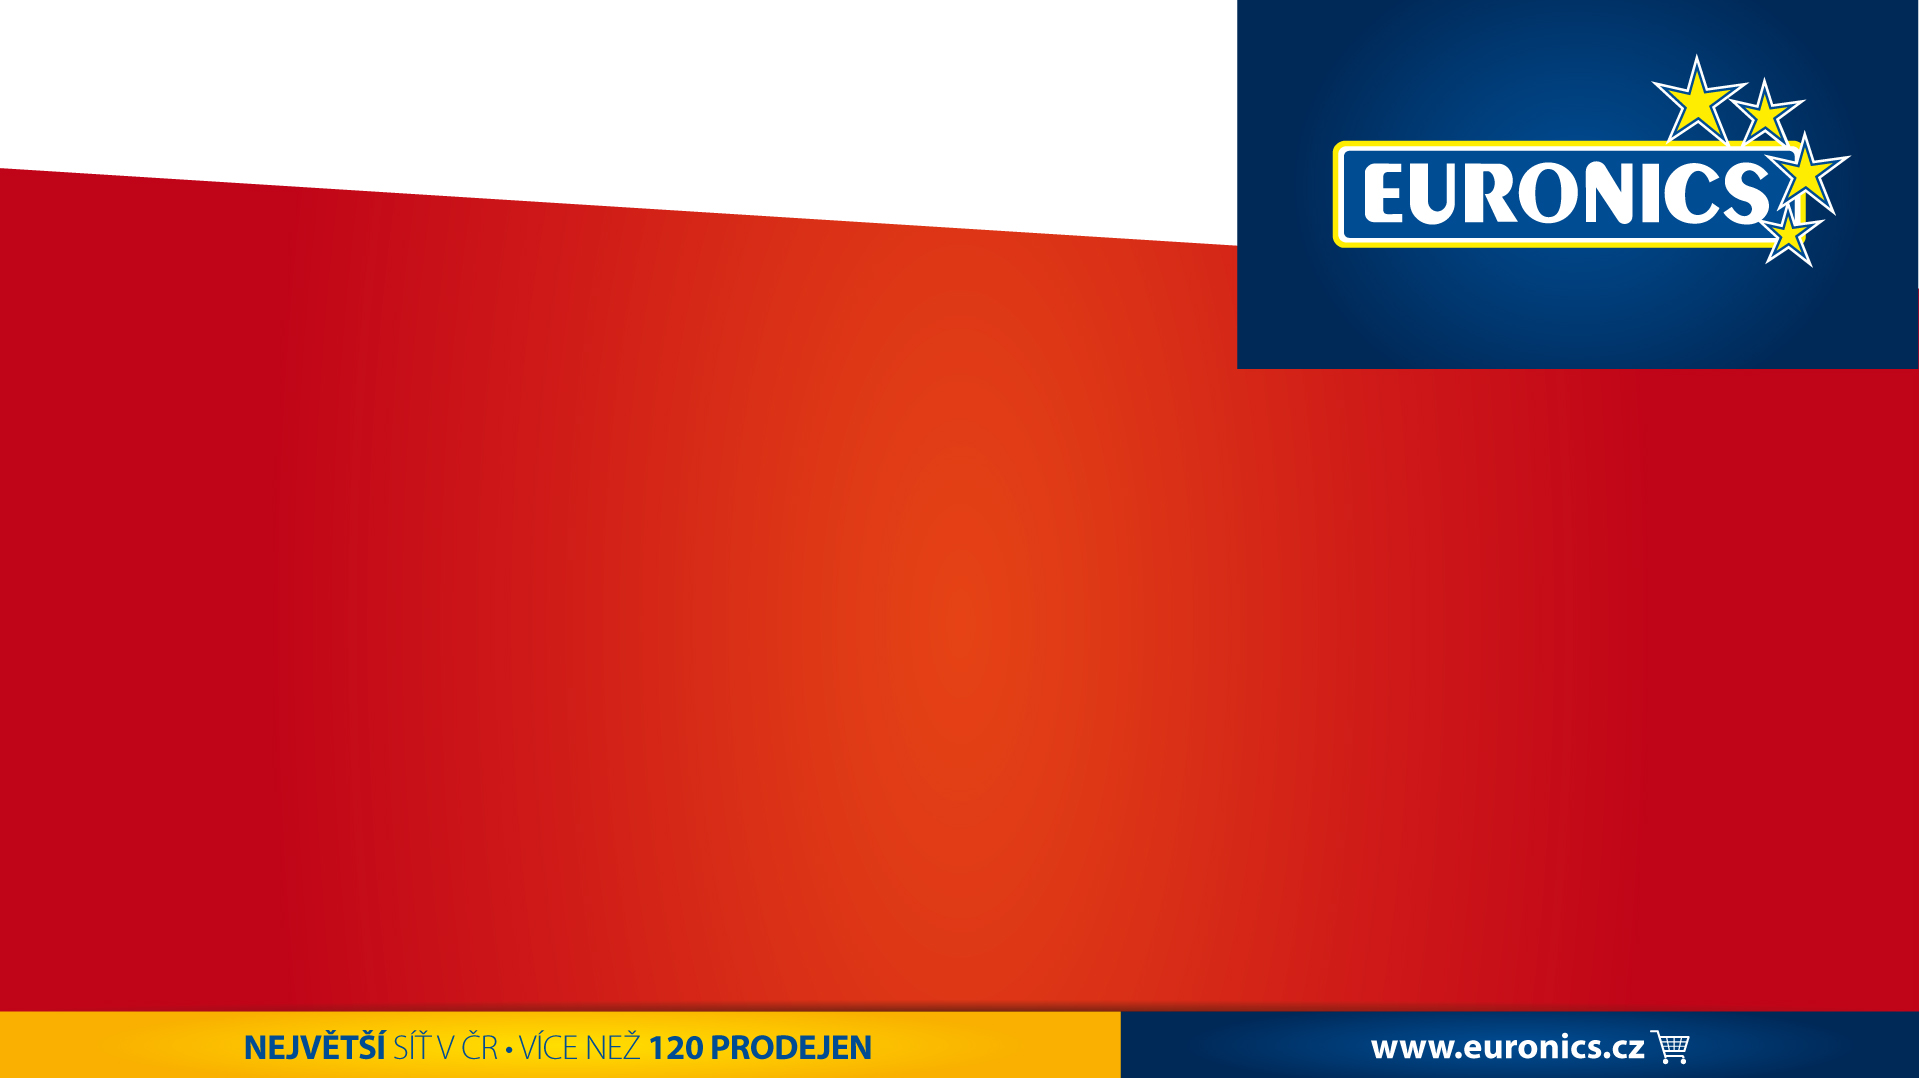 EURONICS
NEJVĚTŠÍ SÍŤ V ČR • VÍCE NEŽ 120 PRODEJEN
www.euronics.cz